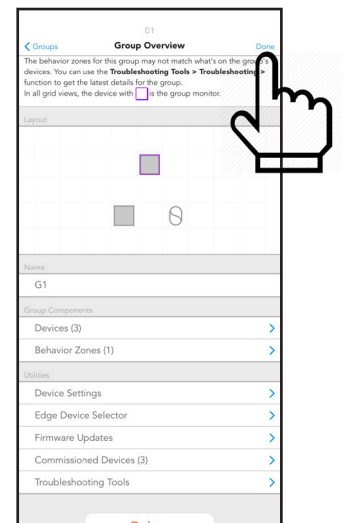 G1
Groups Group Overview Done
The behavior zones for this group may not match what's on the group's
devices. You can use the Troubleshooting Tools > Troubleshooting >
function to get the latest details for the group.
In all grid views, the device with is the group monitor.
Layout
Name
G1
Group Components
Devices (3)
Behavior Zones (1)
Utilities
Device Settings
Edge Device Selector
Firmware Updates
Commissioned Devices (3)
Troubleshooting Tools